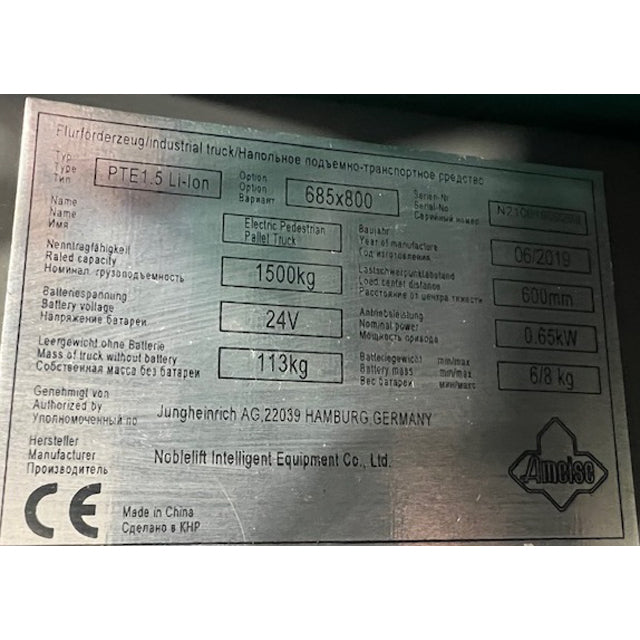 Flurförderzeug/industrial truck/Напольное подъемно-транспортное средство
Typ
Type
Тип
PTE1.5 Li-Ion
Option
Option
Вариант
685x800
Serien-Nr
Serial-No
Серийный номер
Name
Name
Имя
Electric Pedestrian
Pallet Truck
Baujahr
Year of manufacture
Год изготовления
06/2019
Nenntragfähigkeit
Raled capacity
Номинал. грузоподъемность
1500kg
Lastschwerpunktabstand
Load center distance
Расстояние от центра тяжести
600mm
Batteriespannung
Battery voltage
Напряжение батареи
24V
Antriebsleistung
Nominal power
Мощность привода
0.65kW
Leergewicht ohne Batterie
Mass of truck without battery
Собственная масса без батареи
113kg
Batteriegewicht min/max
Battery mass min/max
Вес батареи мин/макс
6/8 kg
Genehmigt von
Authorized by
Уполномоченный по
Jungheinrich AG,22039 HAMBURG,GERMANY
Hersteller
Manufacturer
Производитель
Noblelift Intelligent Equipment Co., Ltd.
Ameise
CE
Made in China
Сделано в КНР